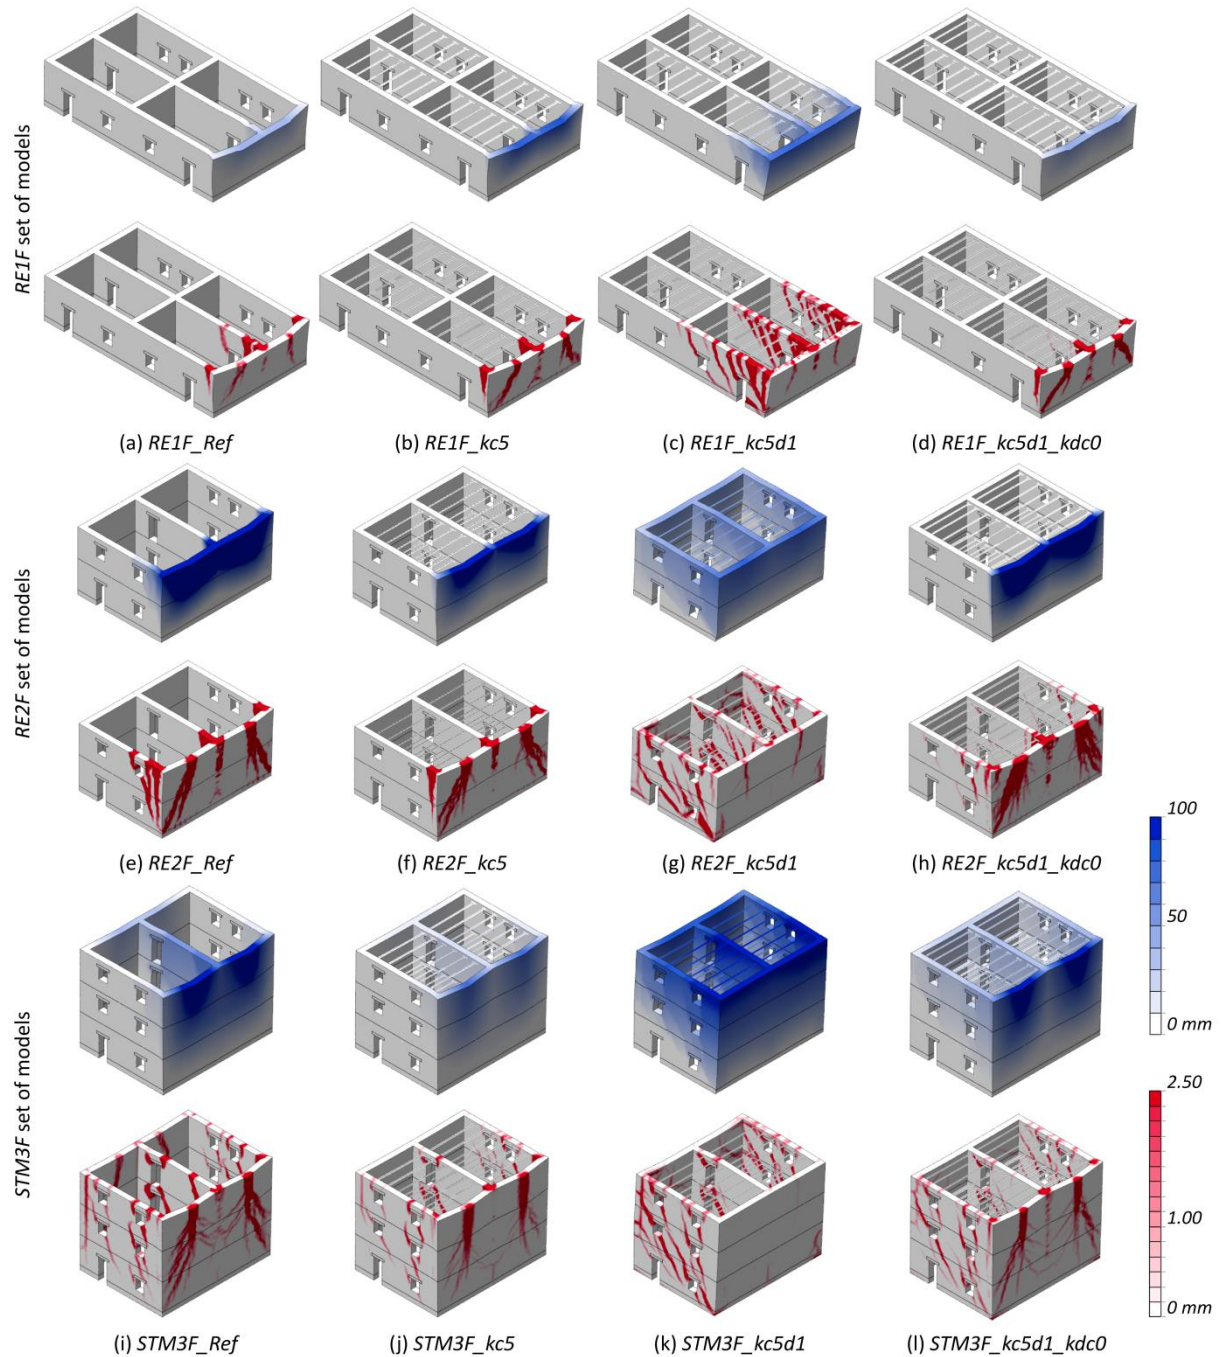 RE1F set of models
(a) RE1F_Ref
(b) RE1F_kc5
(c) RE1F_kc5d1
(d) RE1F_kc5d1_kdc0
RE2F set of models
(e) RE2F_Ref
(f) RE2F_kc5
(g) RE2F_kc5d1
(h) RE2F_kc5d1_kdc0
100
50
0 mm
STM3F set of models
2.50
1.00
0 mm
(i) STM3F_Ref
(j) STM3F_kc5
(k) STM3F_kc5d1
(l) STM3F_kc5d1_kdc0